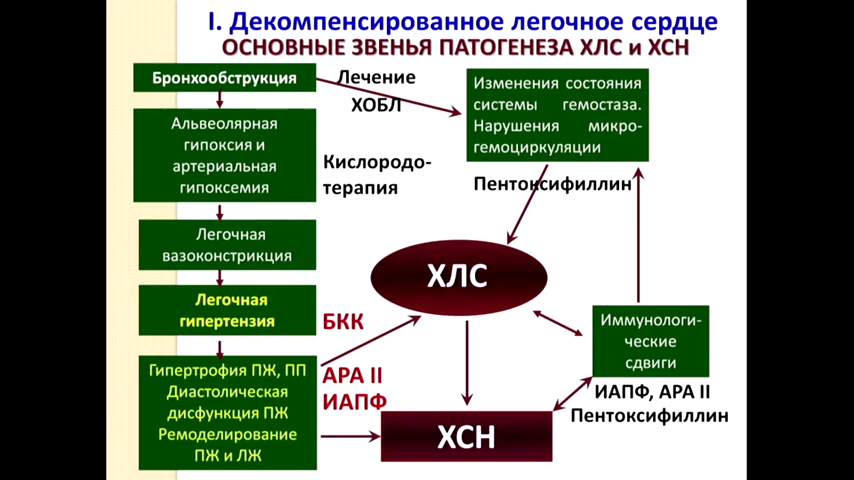 I. Декомпенсированное легочное сердце
ОСНОВНЫЕ ЗВЕНЬЯ ПАТОГЕНЕЗА ХЛС и ХСН
Бронхообструкция
Лечение
ХОБЛ
Изменения состояния
системы гемостаза.
Нарушения микро-
гемоциркуляции
Альвеолярная
гипоксия и
артериальная
гипоксемия
Кислородо-
терапия
Пентоксифиллин
Легочная
вазоконстрикция
ХЛС
Легочная
гипертензия
БКК
Иммунологи-
ческие
сдвиги
Гипертрофия ПЖ, ПП
Диастолическая
дисфункция ПЖ
Ремоделирование
ПЖ и ЛЖ
АРА II
ИАПФ
ИАПФ, АРА II
Пентоксифиллин
ХСН